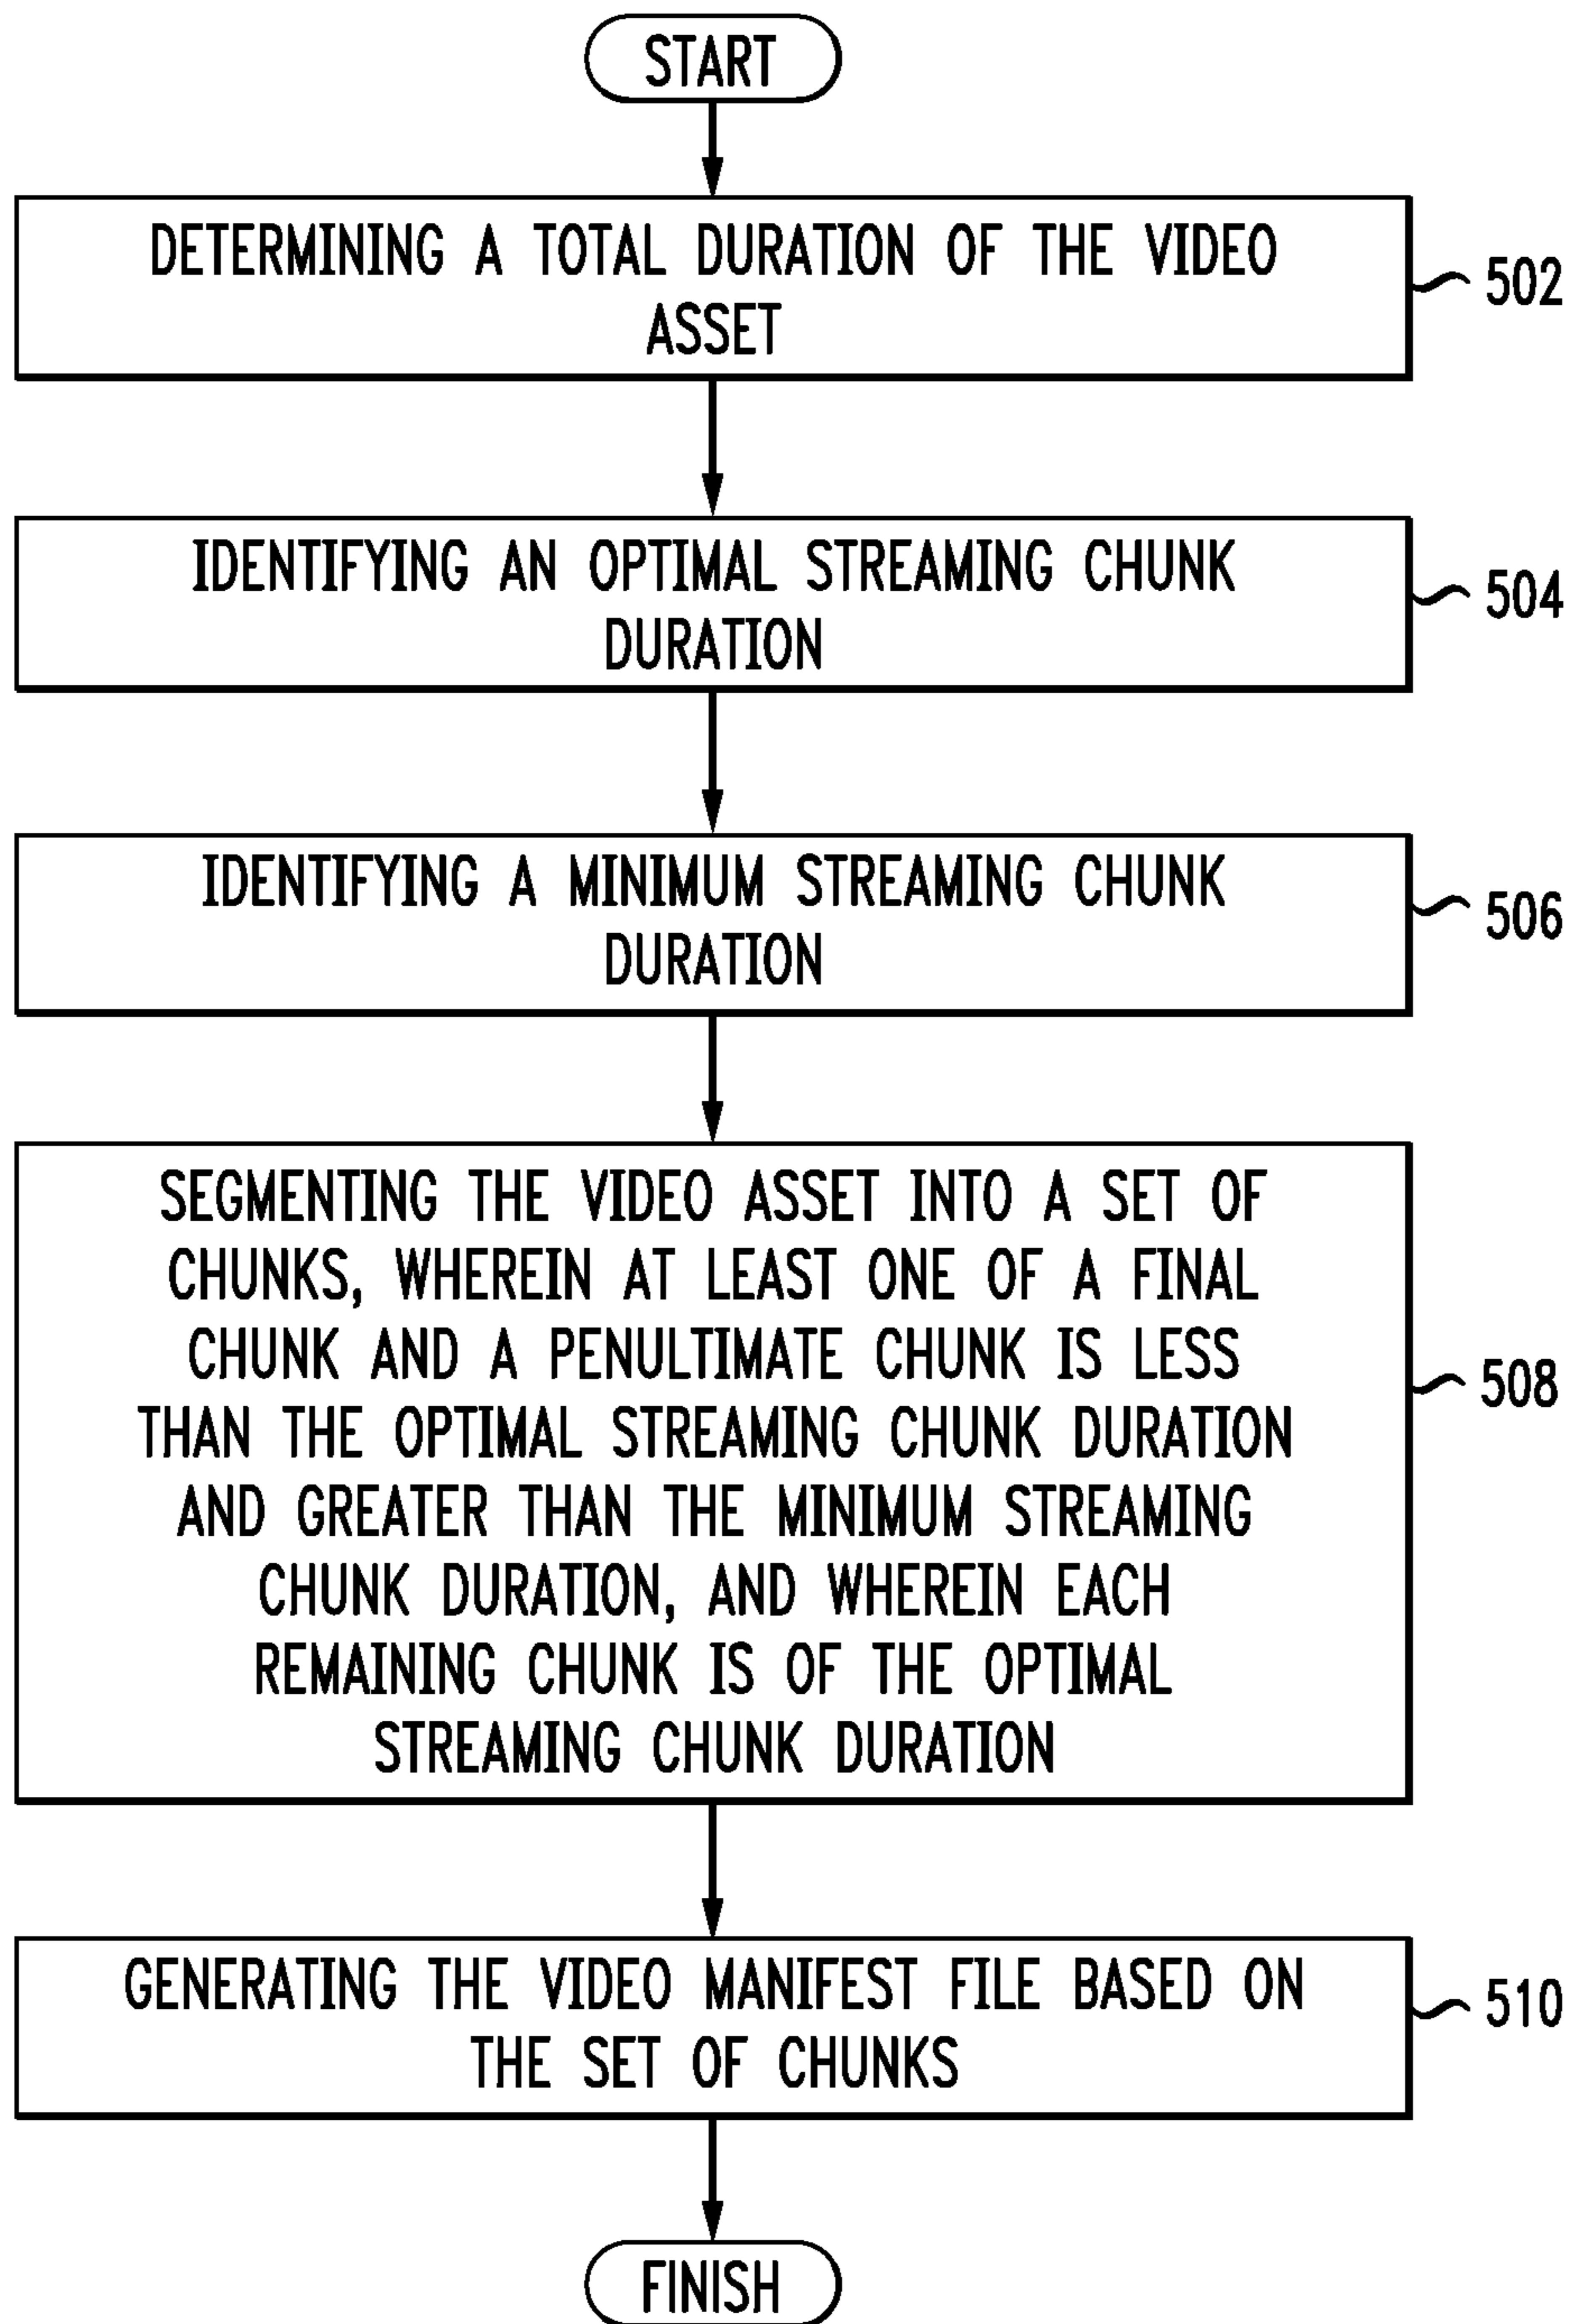 START
DETERMINING A TOTAL DURATION OF THE VIDEO
ASSET
502
IDENTIFYING AN OPTIMAL STREAMING CHUNK
DURATION
504
IDENTIFYING A MINIMUM STREAMING CHUNK
DURATION
506
SEGMENTING THE VIDEO ASSET INTO A SET OF
CHUNKS, WHEREIN AT LEAST ONE OF A FINAL
CHUNK AND A PENULTIMATE CHUNK IS LESS
THAN THE OPTIMAL STREAMING CHUNK DURATION
AND GREATER THAN THE MINIMUM STREAMING
CHUNK DURATION, AND WHEREIN EACH
REMAINING CHUNK IS OF THE OPTIMAL
STREAMING CHUNK DURATION
508
GENERATING THE VIDEO MANIFEST FILE BASED ON
THE SET OF CHUNKS
510
FINISH